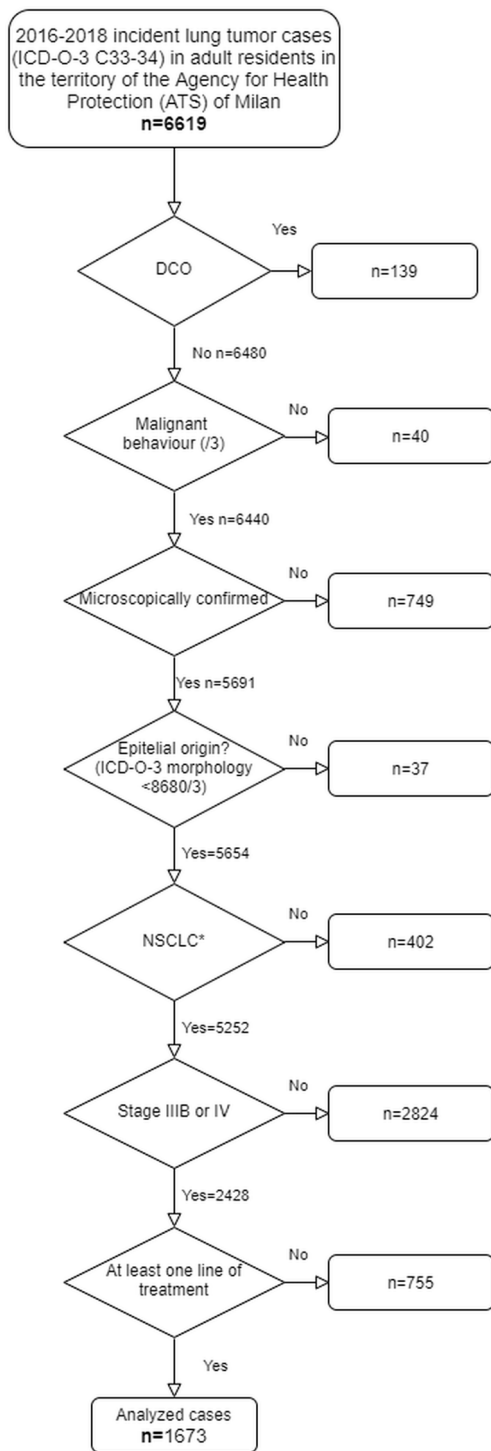 2016-2018 incident lung tumor cases
(ICD-O-3 C33-34) in adult residents in
the territory of the Agency for Health
Protection (ATS) of Milan
n=6619
DCO
Yes
n=139
No n=6480
Malignant
behaviour (/3)
No
n=40
Yes n=6440
Microscopically confirmed
No
n=749
Yes n=5691
Epitelial origin?
(ICD-O-3 morphology
<8680/3)
No
n=37
Yes=5654
NSCLC*
No
n=402
Yes=5252
Stage IIIB or IV
No
n=2824
Yes=2428
At least one line of
treatment
No
n=755
Yes
Analyzed cases
n=1673